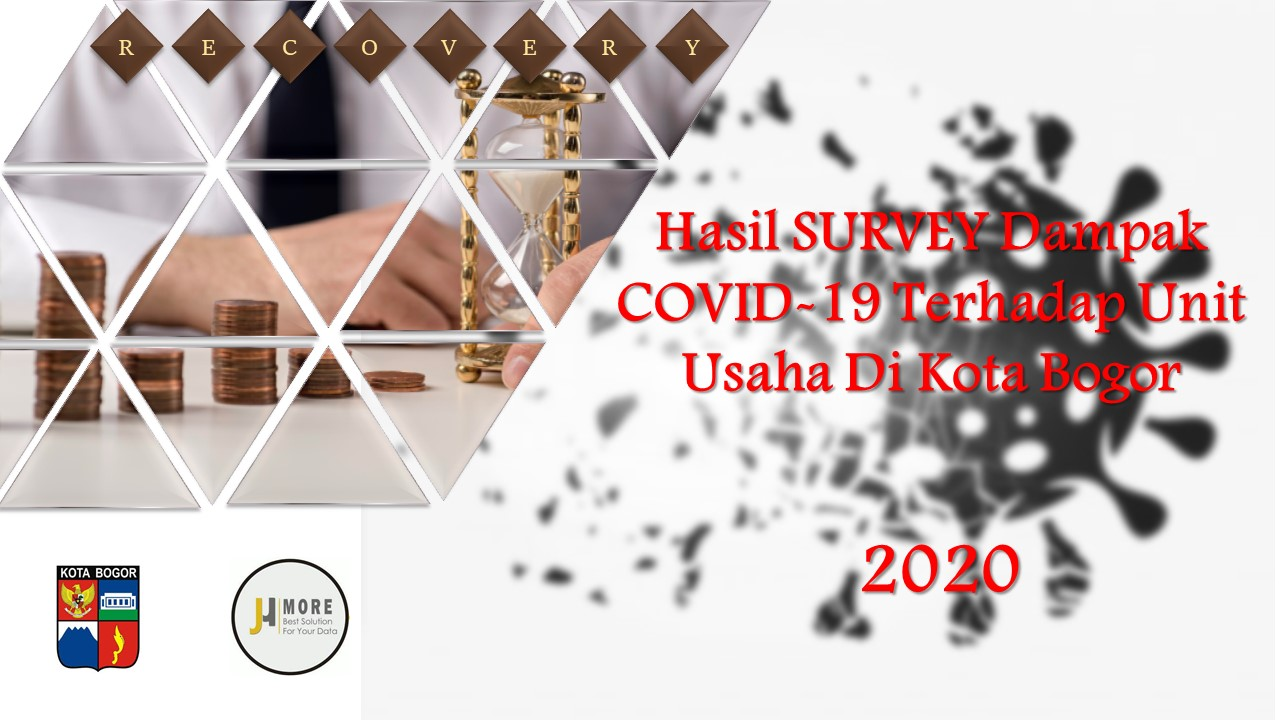 R E C O V E R Y
Hasil SURVEY Dampak
COVID-19 Terhadap Unit
Usaha Di Kota Bogor
2020
KOTA BOGOR
J4 MORE
Best Solution
For Your Data